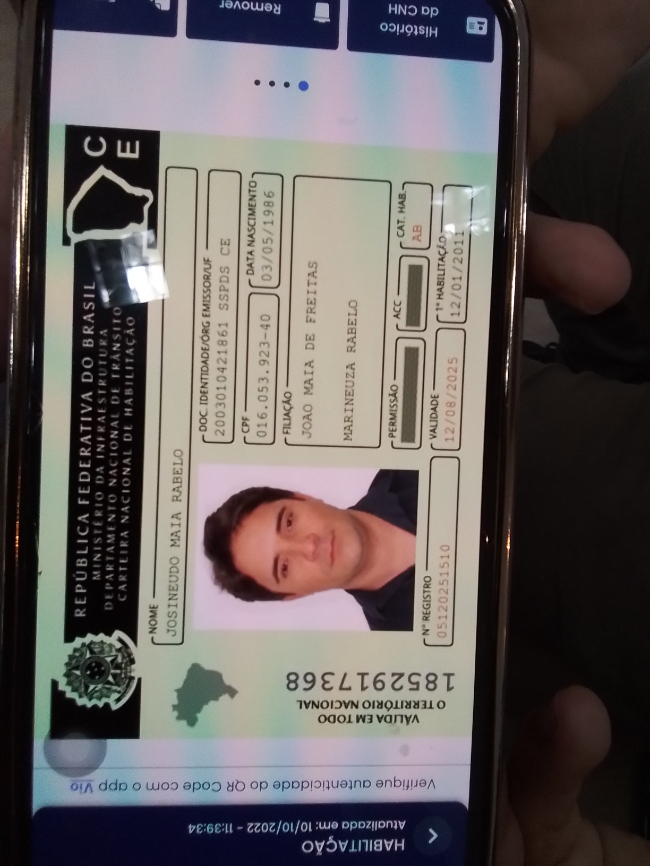 HABILITAÇÃO
Atualizada em: 10/10/2022 - 11:39:34
Verifique autenticidade do QR Code com o app Vio
REPÚBLICA FEDERATIVA DO BRASIL
MINISTÉRIO DA INFRAESTRUTURA
DEPARTAMENTO NACIONAL DE TRÂNSITO
CARTEIRA NACIONAL DE HABILITAÇÃO
CE
VÁLIDA EM TODO
O TERRITÓRIO NACIONAL
1852917368
NOME
JOSINEUDO MAIA RABELO
DOC. IDENTIDADE/ÓRG EMISSOR/UF
2003010421861 SSPDS CE
CPF
016.053.923-40
DATA NASCIMENTO
03/05/1986
FILIAÇÃO
JOAO MAIA DE FREITAS
MARINEUZA RABELO
PERMISSÃO
ACC
CAT. HAB.
AB
Nº REGISTRO
05120251510
VALIDADE
12/08/2025
1ª HABILITAÇÃO
12/01/2011
Histórico
da CNH
Remover